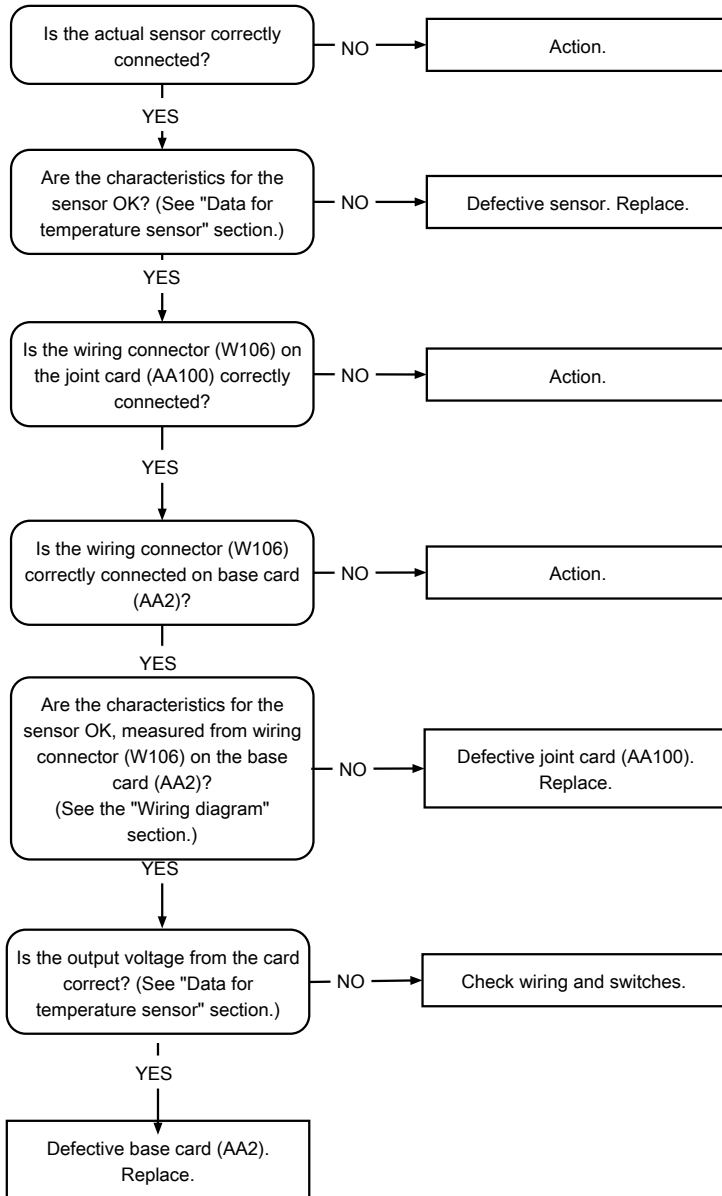 Is the actual sensor correctly
connected?
NO
Action.
YES
Are the characteristics for the
sensor OK? (See "Data for
temperature sensor" section.)
NO
Defective sensor. Replace.
YES
Is the wiring connector (W106) on
the joint card (AA100) correctly
connected?
NO
Action.
YES
Is the wiring connector (W106)
correctly connected on base card
(AA2)?
NO
Action.
YES
Are the characteristics for the
sensor OK, measured from wiring
connector (W106) on the base
card (AA2)?
(See the "Wiring diagram"
section.)
NO
Defective joint card (AA100).
Replace.
YES
Is the output voltage from the card
correct? (See "Data for
temperature sensor" section.)
NO
Check wiring and switches.
YES
Defective base card (AA2).
Replace.